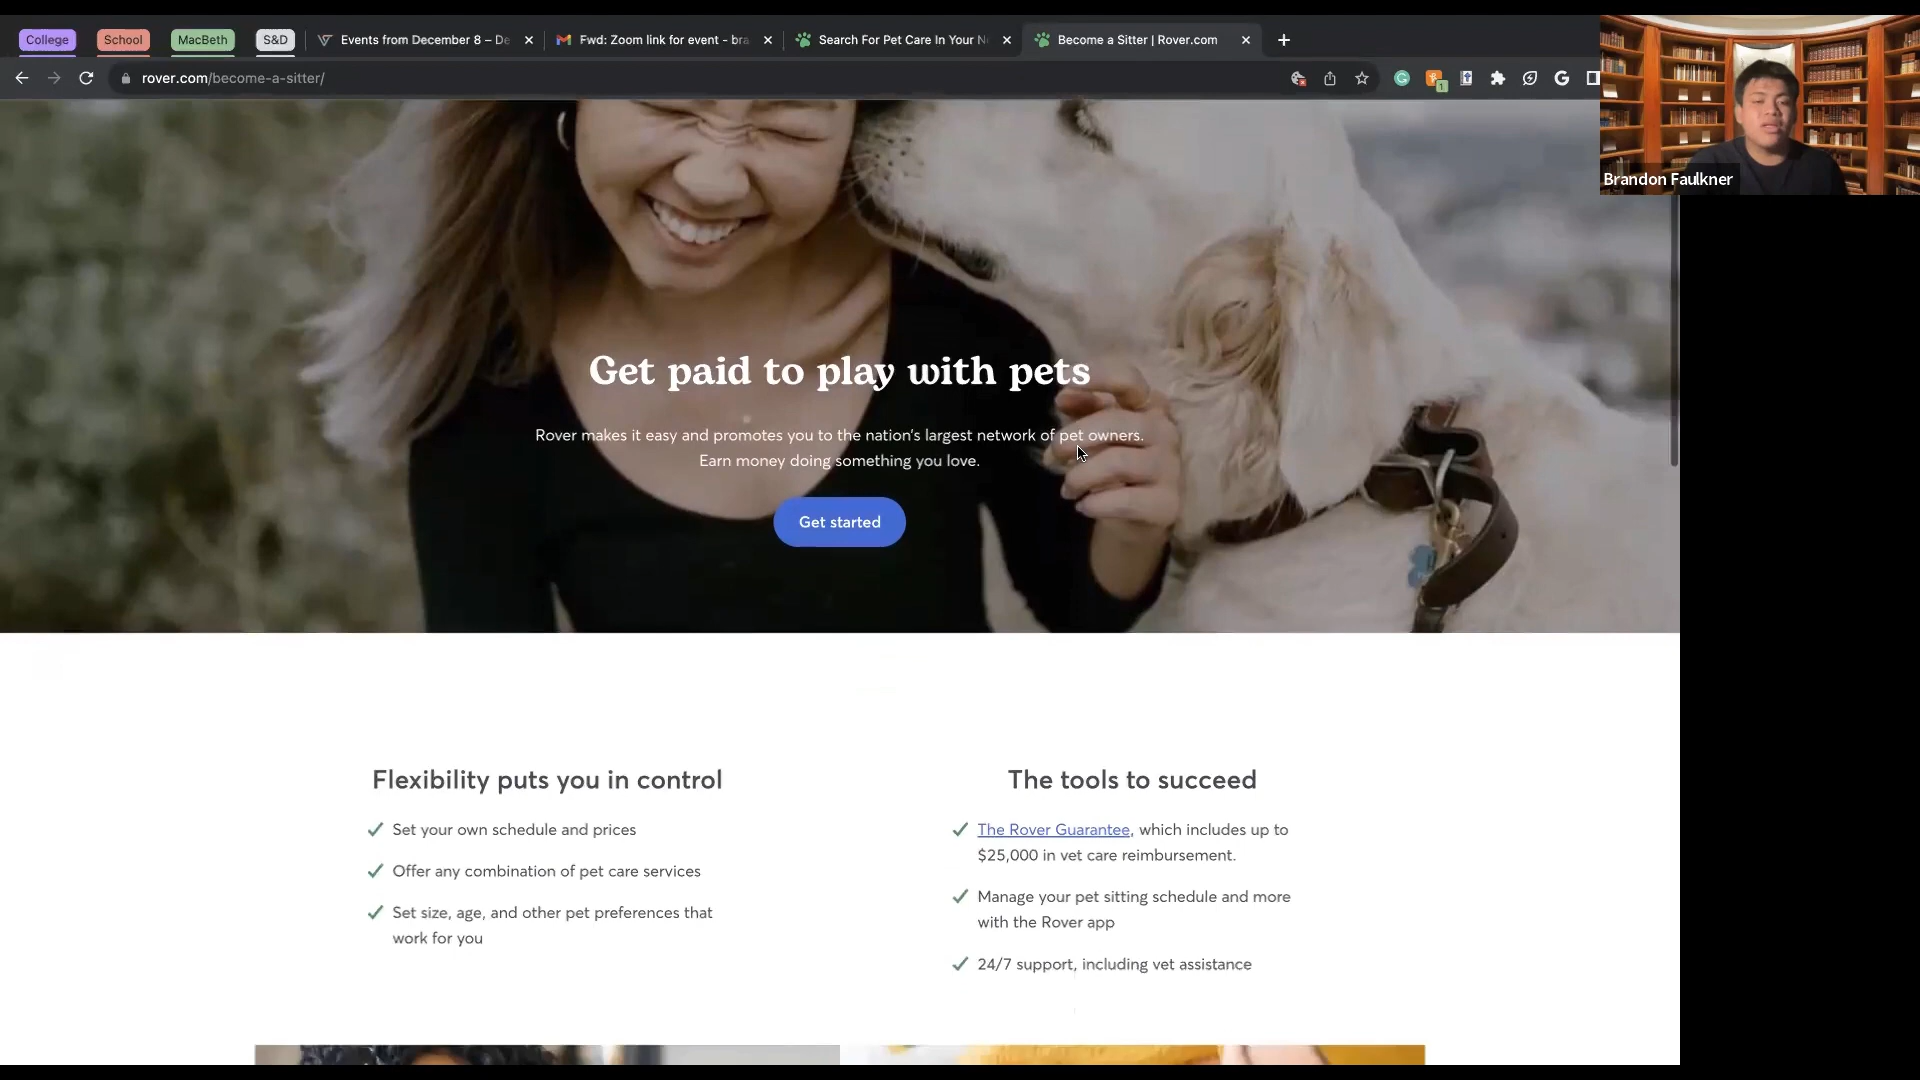 College
School
MacBeth
S&D
Events from December 8 – De
Fwd: Zoom link for event - bra
Search For Pet Care In Your N
Become a Sitter | Rover.com
rover.com/become-a-sitter/
1
Brandon Faulkner
Get paid to play with pets
Rover makes it easy and promotes you to the nation's largest network of pet owners.
Earn money doing something you love.
Get started
Flexibility puts you in control
Set your own schedule and prices
Offer any combination of pet care services
Set size, age, and other pet preferences that
work for you
The tools to succeed
The Rover Guarantee, which includes up to
$25,000 in vet care reimbursement.
Manage your pet sitting schedule and more
with the Rover app
24/7 support, including vet assistance